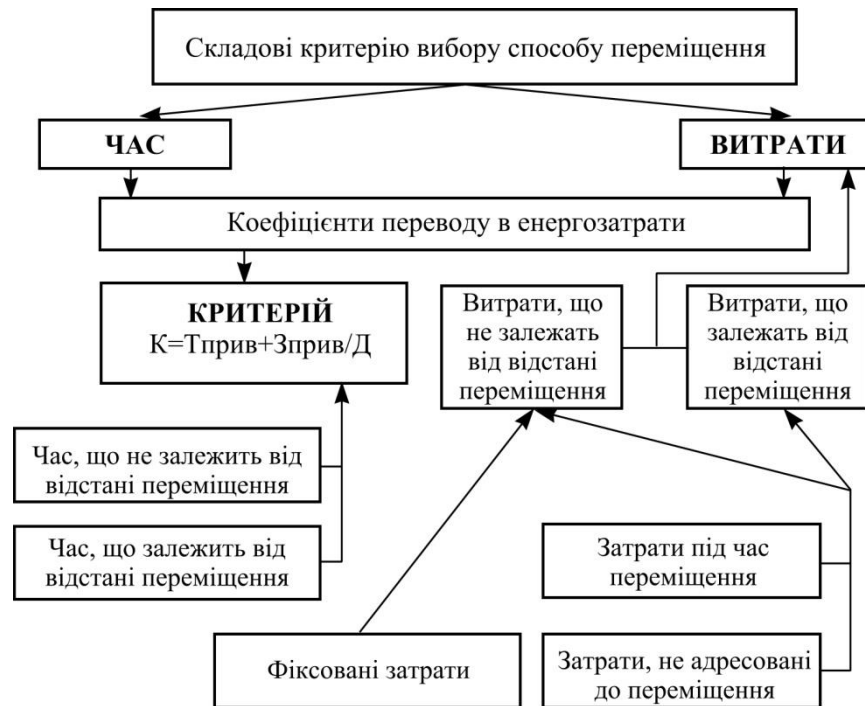 Складові критерію вибору способу переміщення
ЧАС
ВИТРАТИ
Коефіцієнти переводу в енергозатрати
КРИТЕРІЙ
К=Тприв+Зприв/Д
Витрати, що
не залежать
від відстані
переміщення
Витрати, що
залежать від
відстані
переміщення
Час, що не залежить від
відстані переміщення
Час, що залежить від
відстані переміщення
Затрати під час
переміщення
Фіксовані затрати
Затрати, не адресовані
до переміщення